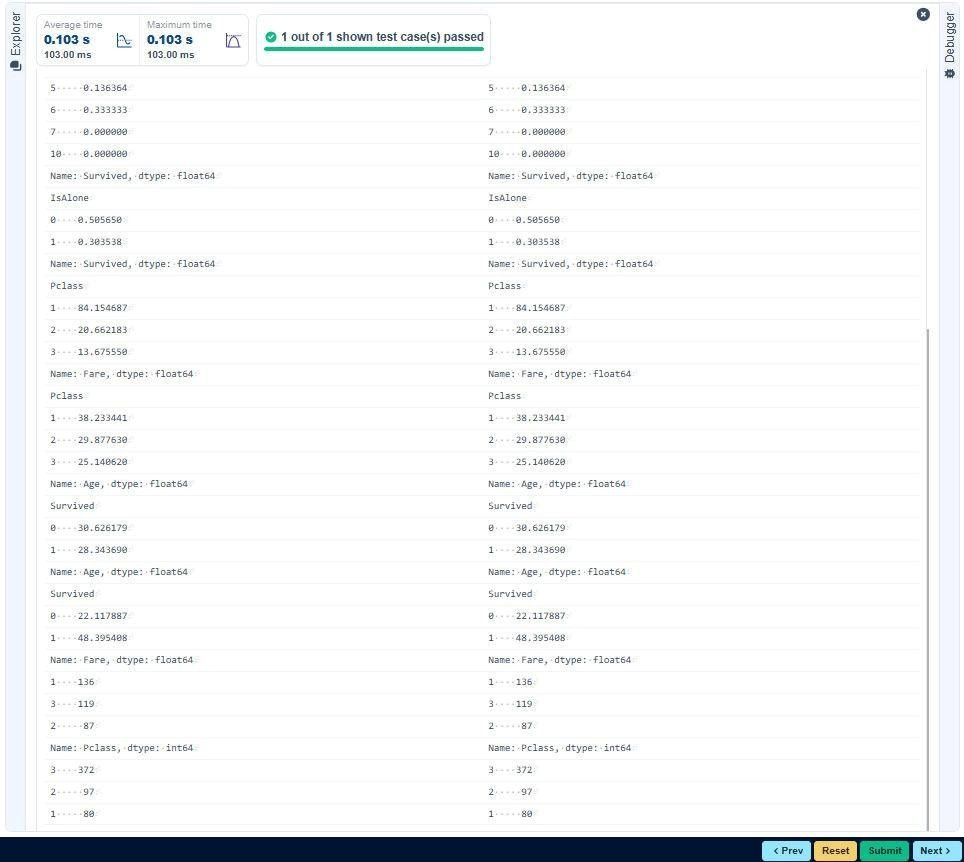 Explorer
Average time
0.103 s
103.00 ms
Maximum time
0.103 s
103.00 ms
1 out of 1 shown test case(s) passed
Debugger
5·····0.136364
6·····0.333333
7·····0.000000
10····0.000000
Name:·Survived,·dtype:·float64
IsAlone
0····0.505650
1····0.303538
Name:·Survived,·dtype:·float64
Pclass
1····84.154687
2····20.662183
3····13.675550
Name:·Fare,·dtype:·float64
Pclass
1····38.233441
2····29.877630
3····25.140620
Name:·Age,·dtype:·float64
Survived
0····30.626179
1····28.343690
Name:·Age,·dtype:·float64
Survived
0····22.117887
1····48.395408
Name:·Fare,·dtype:·float64
1····136
3····119
2·····87
Name:·Pclass,·dtype:·int64
3····372
2·····97
1·····80
5·····0.136364
6·····0.333333
7·····0.000000
10····0.000000
Name:·Survived,·dtype:·float64
IsAlone
0····0.505650
1····0.303538
Name:·Survived,·dtype:·float64
Pclass
1····84.154687
2····20.662183
3····13.675550
Name:·Fare,·dtype:·float64
Pclass
1····38.233441
2····29.877630
3····25.140620
Name:·Age,·dtype:·float64
Survived
0····30.626179
1····28.343690
Name:·Age,·dtype:·float64
Survived
0····22.117887
1····48.395408
Name:·Fare,·dtype:·float64
1····136
3····119
2·····87
Name:·Pclass,·dtype:·int64
3····372
2·····97
1·····80
< Prev
Reset
Submit
Next >